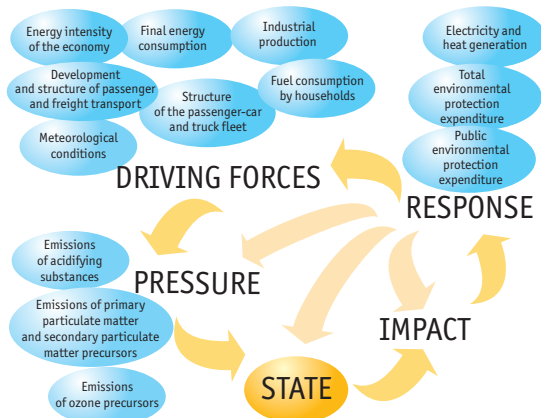 Energy intensity
of the economy
Final energy
consumption
Industrial
production
Development
and structure of passenger
and freight transport
Structure
of the passenger-car
and truck fleet
Fuel consumption
by households
Meteorological
conditions
Electricity and
heat generation
Total
environmental
protection
expenditure
Public
environmental
protection
expenditure
DRIVING FORCES
RESPONSE
Emissions
of acidifying
substances
PRESSURE
Emissions of primary
particulate matter
and secondary particulate
matter precursors
IMPACT
Emissions
of ozone precursors
STATE